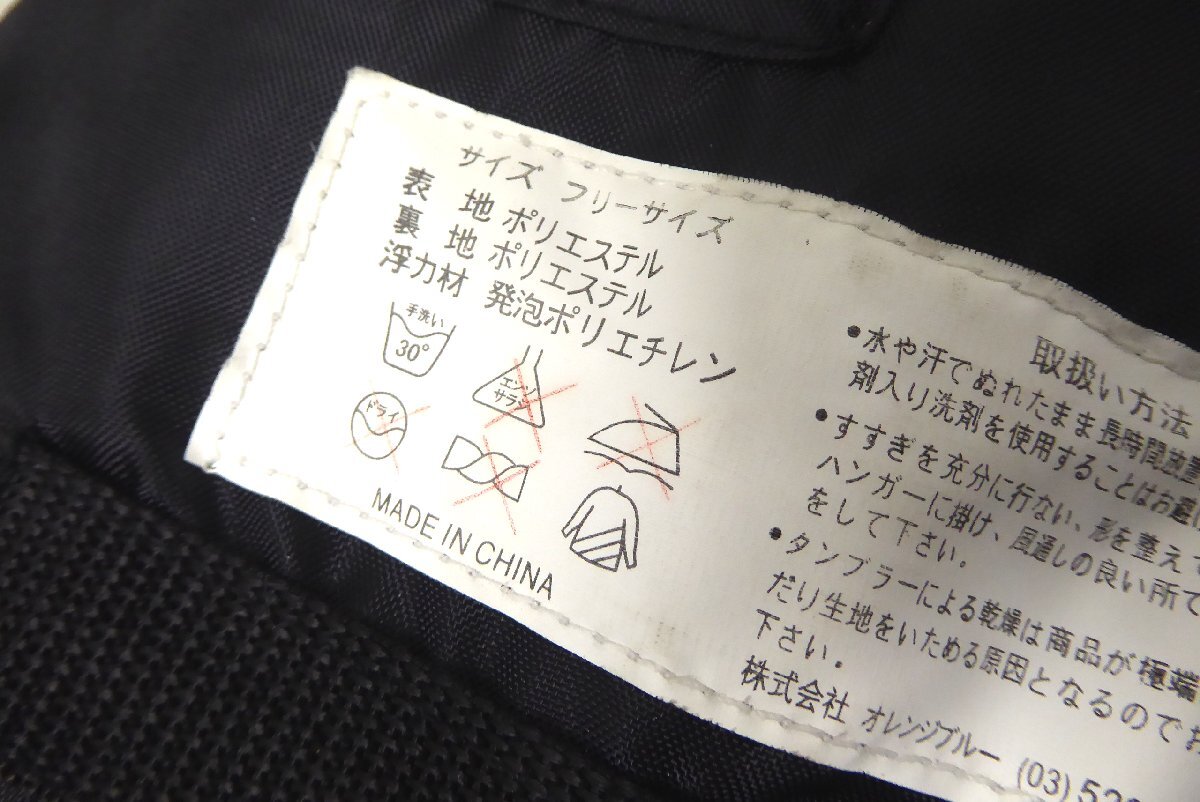 サイズ フリーサイズ
表 地 ポリエステル
裏 地 ポリエステル
浮力材 発泡ポリエチレン
手洗い
30°
エンソ
サラシ
ドライ
MADE IN CHINA
取扱い方法
•水や汗でぬれたまま長時間放置
剤入り洗剤を使用することはお避け
•すすぎを充分に行ない、形を整えて
ハンガーに掛け、風通しの良い所で
をして下さい.
•タンブラーによる乾燥は商品が極端
だり生地をいためる原因となるので
下さい.
株式会社 オレンジブルー (03)52